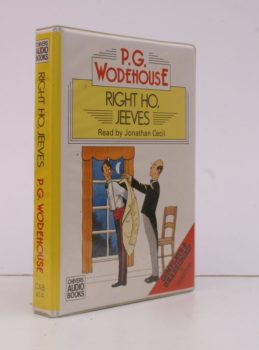 CHIVERS
AUDIO
BOOKS
RIGHT HO, JEEVES
P.G. WODEHOUSE
P.G.
WODEHOUSE
RIGHT HO,
JEEVES
Read by Jonathan Cecil
CHIVERS
AUDIO
BOOKS